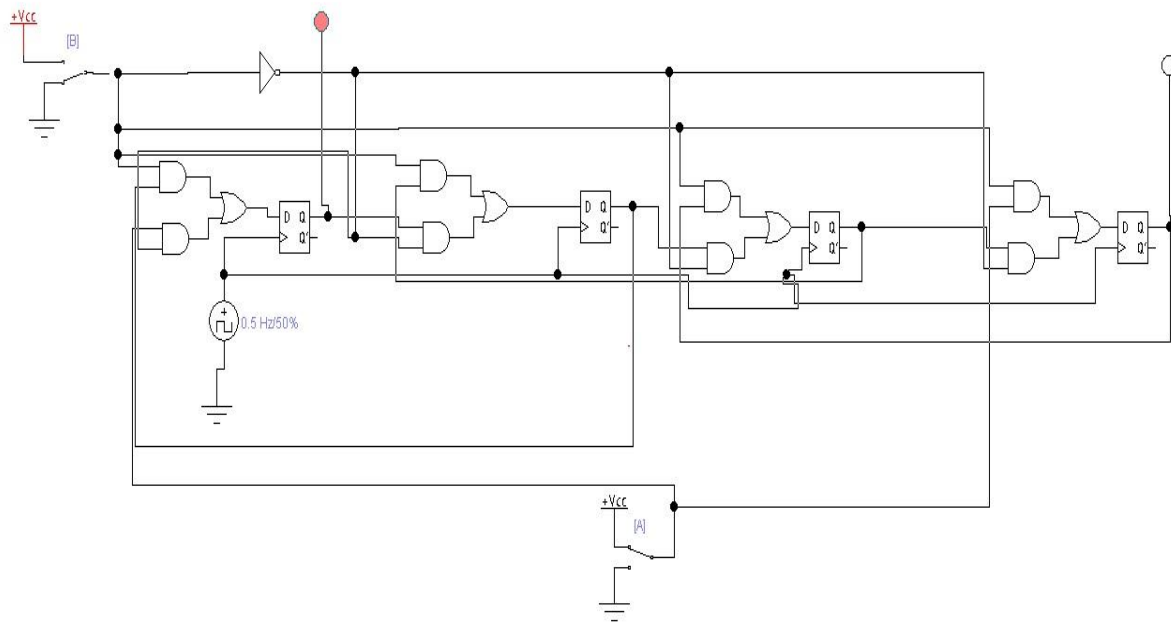 +Vcc
[B]
D Q
Q'
D Q
Q'
D Q
Q'
D Q
Q'
+
0.5 Hz/50%
+Vcc
[A]